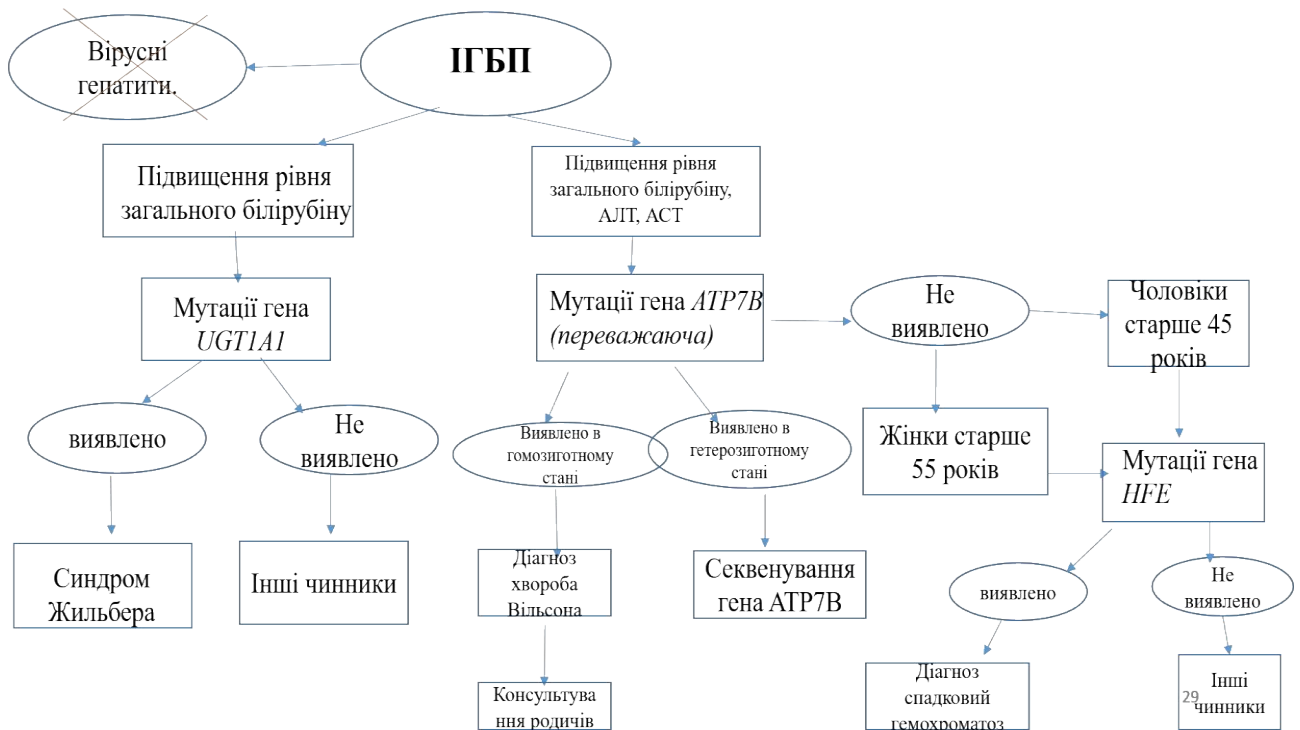 Вірусні
гепатити.
ІГБП
Підвищення рівня
загального білірубіну
Підвищення рівня
загального білірубіну,
АЛТ, АСТ
Мутації гена
UGT1A1
Мутації гена ATP7B
(переважаюча)
Не
виявлено
Чоловіки
старше 45
років
виявлено
Не
виявлено
Виявлено в
гомозиготному
стані
Виявлено в
гетерозиготному
стані
Жінки старше
55 років
Мутації гена
HFE
Синдром
Жильбера
Інші чинники
Діагноз
хвороба
Вільсона
Секвенування
гена ATP7B
виявлено
Не
виявлено
Консультува
ння родичів
Діагноз
спадковий
гемохроматоз
Інші
чинники
29